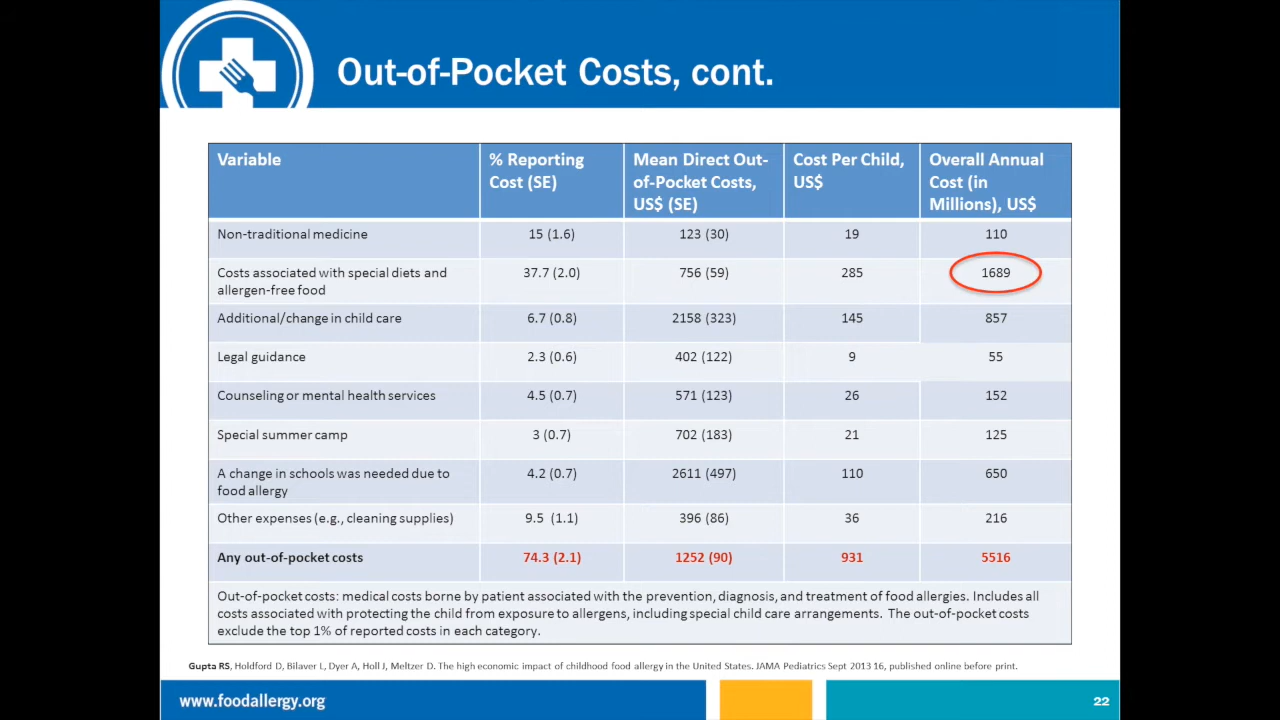 Out-of-Pocket Costs, cont.
Variable
% Reporting
Cost (SE)
Mean Direct Out-
of-Pocket Costs,
US$ (SE)
Cost Per Child,
US$
Overall Annual
Cost (in
Millions), US$
Non-traditional medicine 15 (1.6) 123 (30) 19 110
Costs associated with special diets and 37.7 (2.0) 756 (59) 285 1689
allergen-free food
Additional/change in child care 6.7 (0.8) 2158 (323) 145 857
Legal guidance 2.3 (0.6) 402 (122) 9 55
Counseling or mental health services 4.5 (0.7) 571 (123) 26 152
Special summer camp 3 (0.7) 702 (183) 21 125
A change in schools was needed due to 4.2 (0.7) 2611 (497) 110 650
food allergy
Other expenses (e.g., cleaning supplies) 9.5 (1.1) 396 (86) 36 216
Any out-of-pocket costs 74.3 (2.1) 1252 (90) 931 5516
Out-of-pocket costs: medical costs borne by patient associated with the prevention, diagnosis, and treatment of food allergies. Includes all
costs associated with protecting the child from exposure to allergens, including special child care arrangements. The out-of-pocket costs
exclude the top 1% of reported costs in each category.
Gupta RS, Holdford D, Bilaver L, Dyer A, Holl J, Meltzer D. The high economic impact of childhood food allergy in the United States. JAMA Pediatrics Sept 2013 16, published online before print.
www.foodallergy.org
22